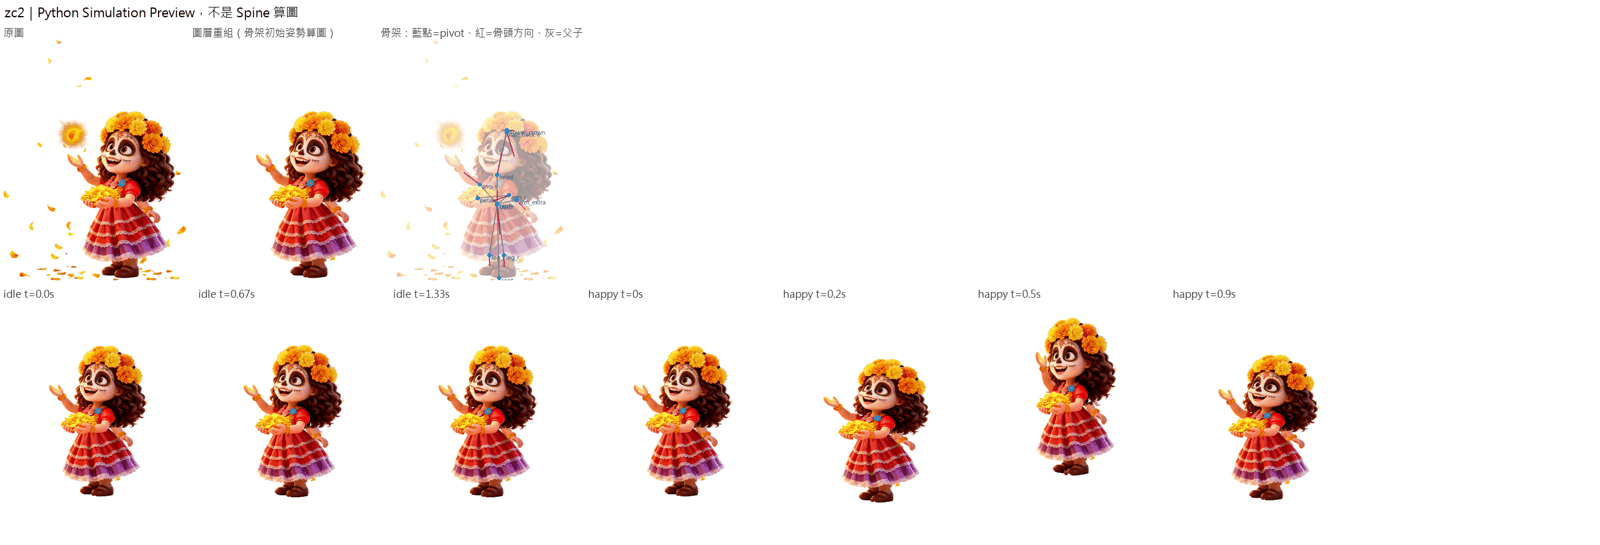 zc2 | Python Simulation Preview，不是 Spine 算圖
原圖
圖層重組（骨架初始姿勢算圖）
骨架：藍點=pivot、紅=骨頭方向、灰=父子
head
idle t=0.0s
idle t=0.67s
idle t=1.33s
happy t=0s
happy t=0.2s
happy t=0.5s
happy t=0.9s